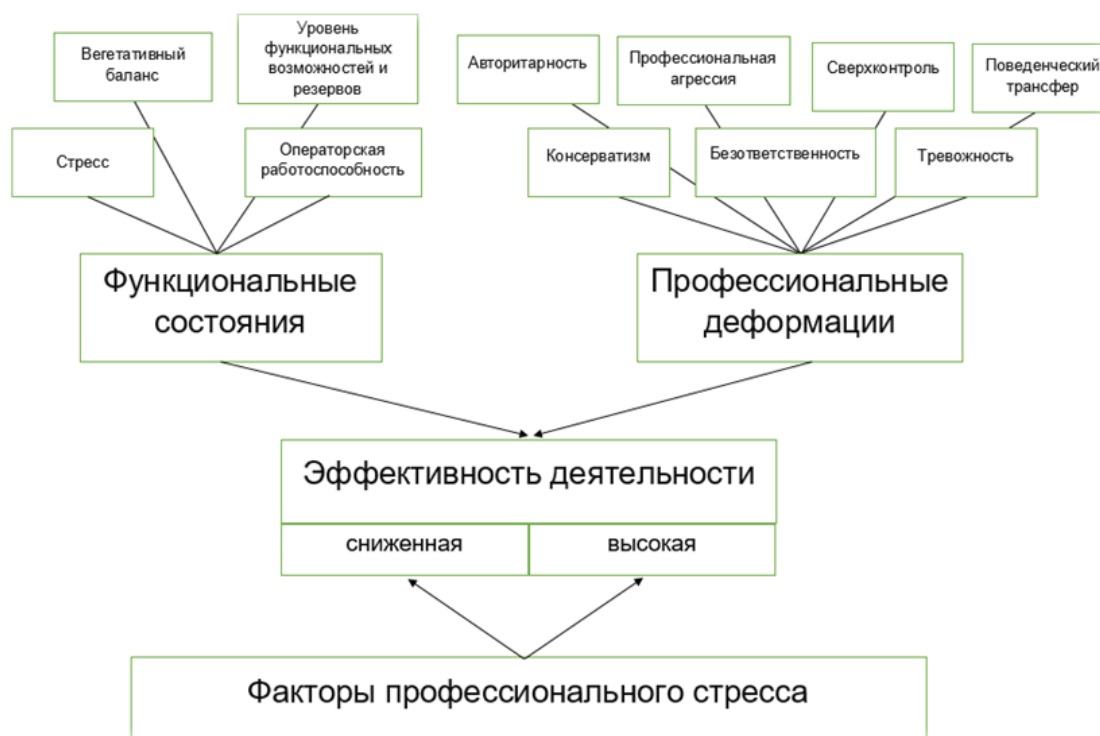 Вегетативный
баланс
Уровень
функциональных
возможностей и
резервов
Авторитарность
Профессиональная
агрессия
Сверхконтроль
Поведенческий
трансфер
Стресс
Операторская
работоспособность
Консерватизм
Безответственность
Тревожность
Функциональные
состояния
Профессиональные
деформации
Эффективность деятельности
сниженная
высокая
Факторы профессионального стресса